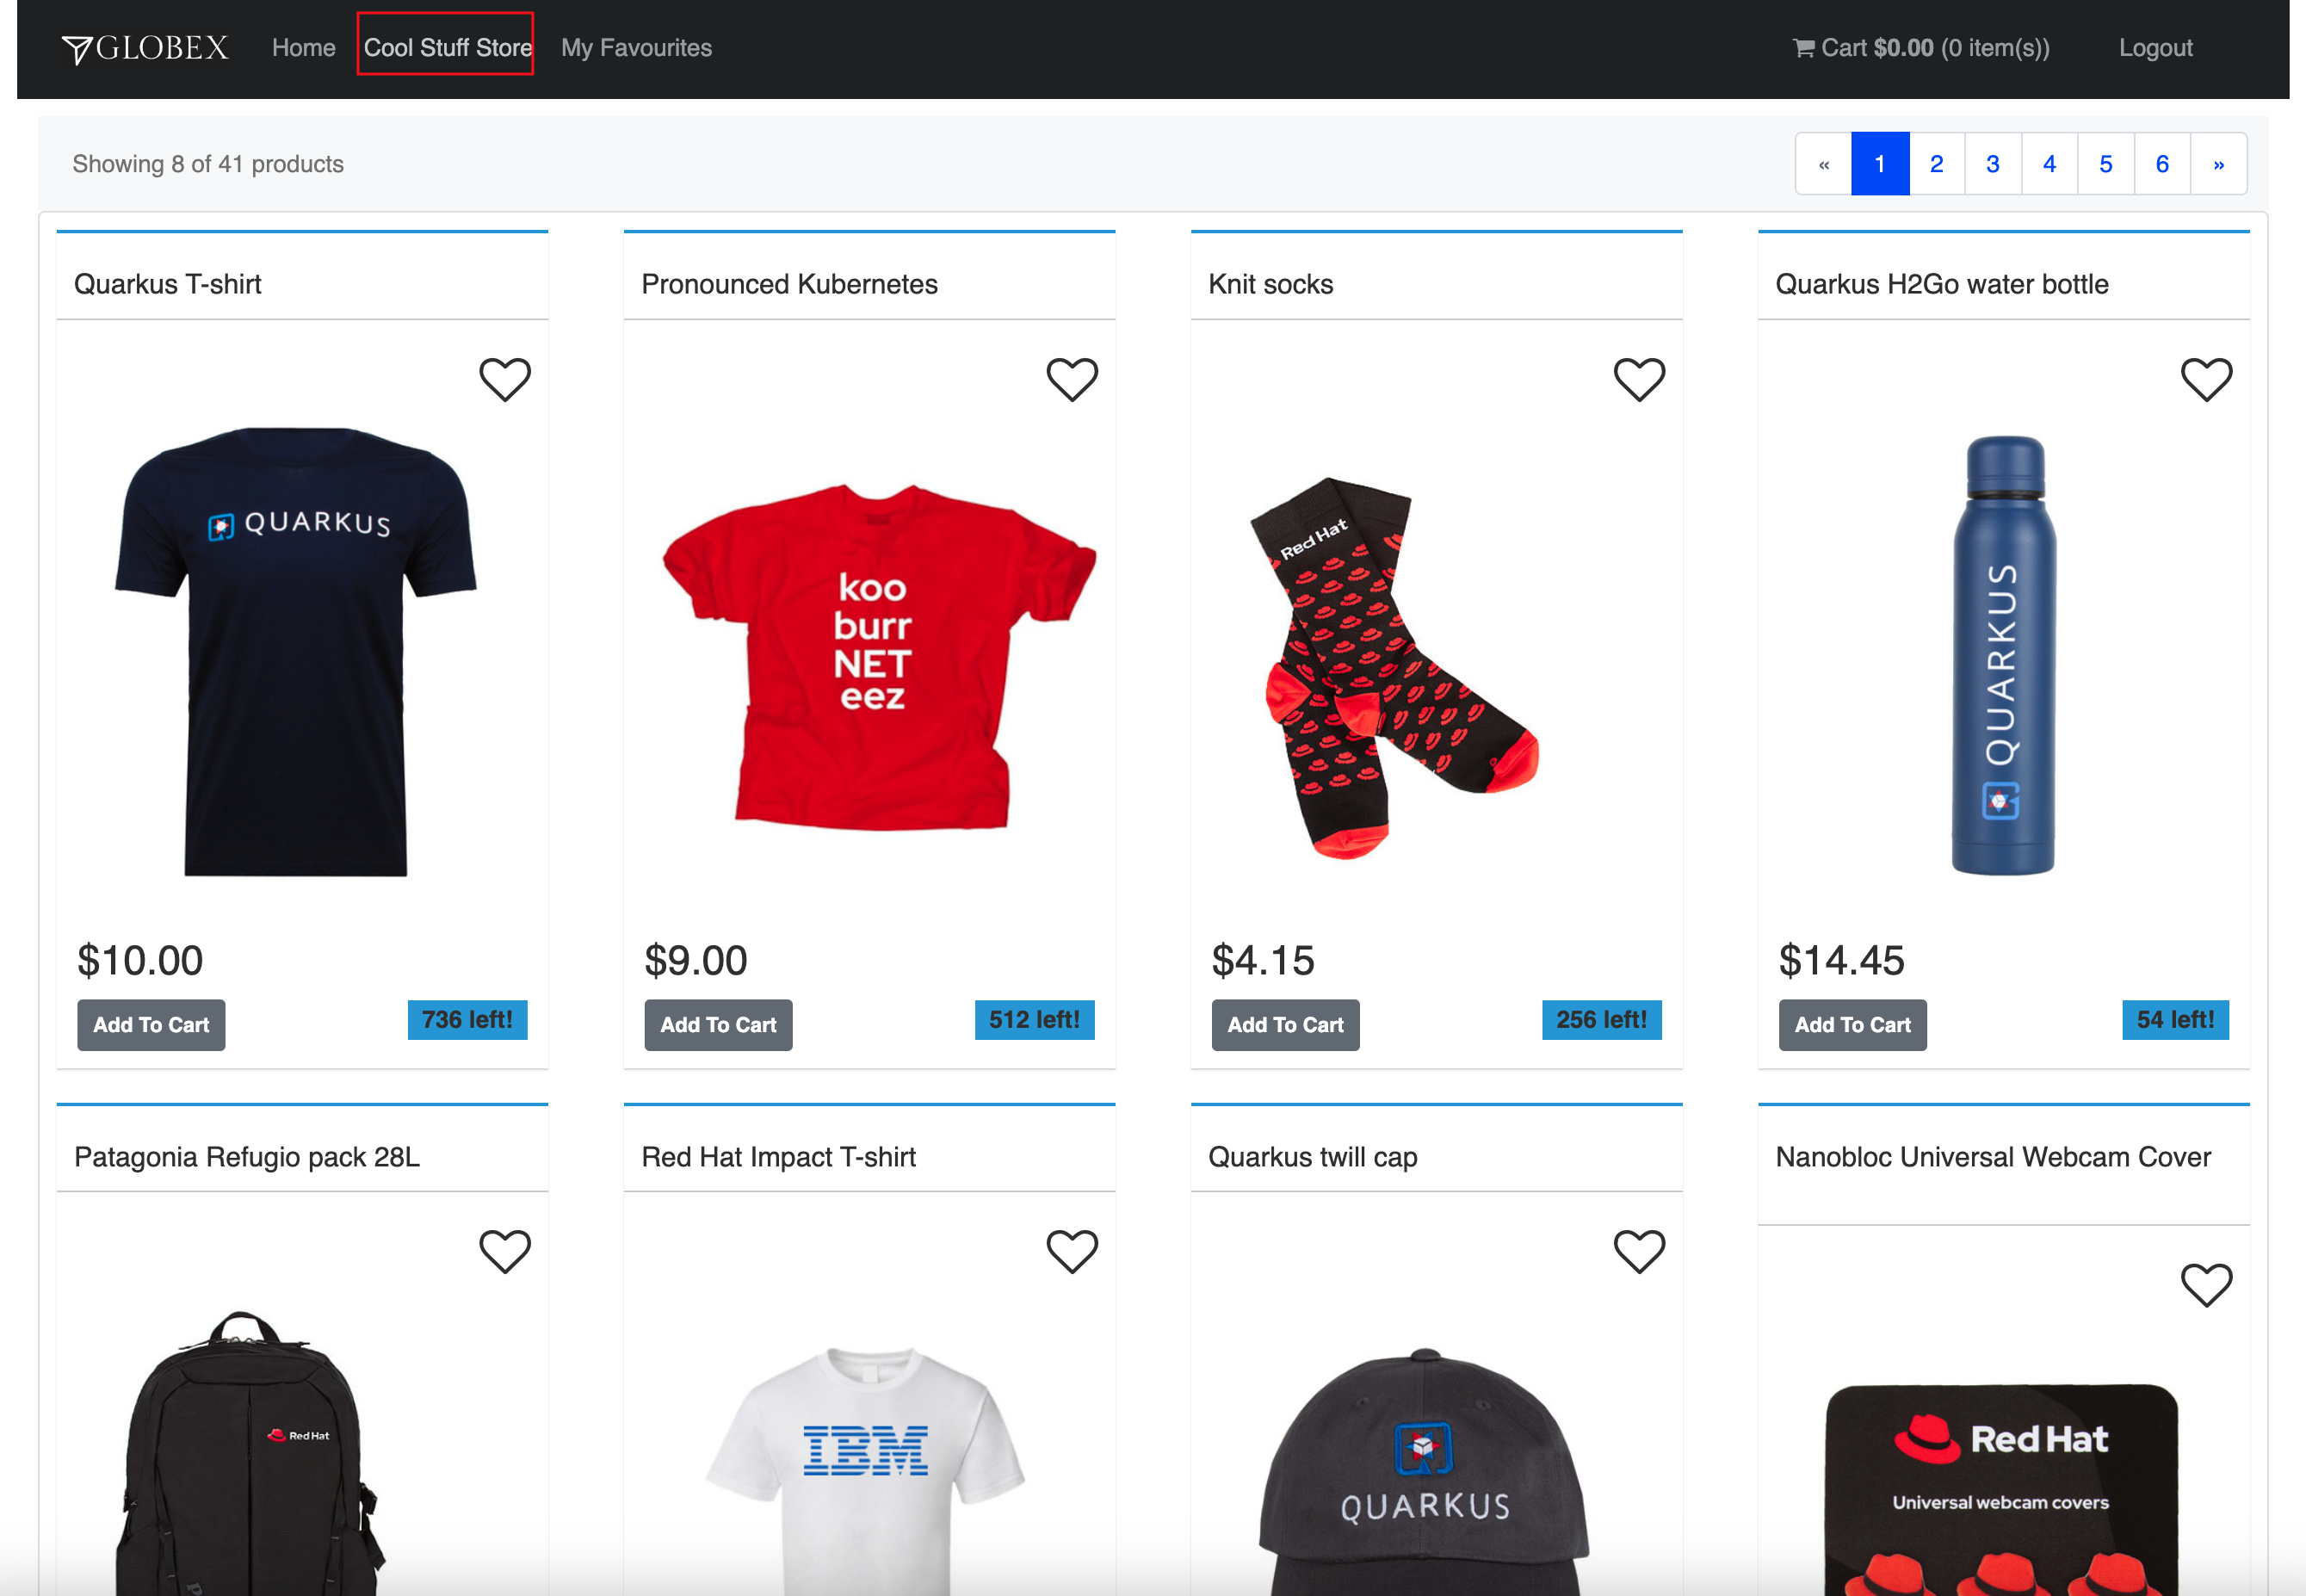 GLOBEX Home Cool Stuff Store My Favourites Cart $0.00 (0 item(s)) Logout
Showing 8 of 41 products « 1 2 3 4 5 6 »
Quarkus T-shirt
QUARKUS
$10.00
Add To Cart 736 left!
Pronounced Kubernetes
koo
burr
NET
eez
$9.00
Add To Cart 512 left!
Knit socks
Red Hat
$4.15
Add To Cart 256 left!
Quarkus H2Go water bottle
QUARKUS
$14.45
Add To Cart 54 left!
Patagonia Refugio pack 28L
Red Hat
Red Hat Impact T-shirt
IBM
Quarkus twill cap
QUARKUS
Nanobloc Universal Webcam Cover
Red Hat
Universal webcam covers